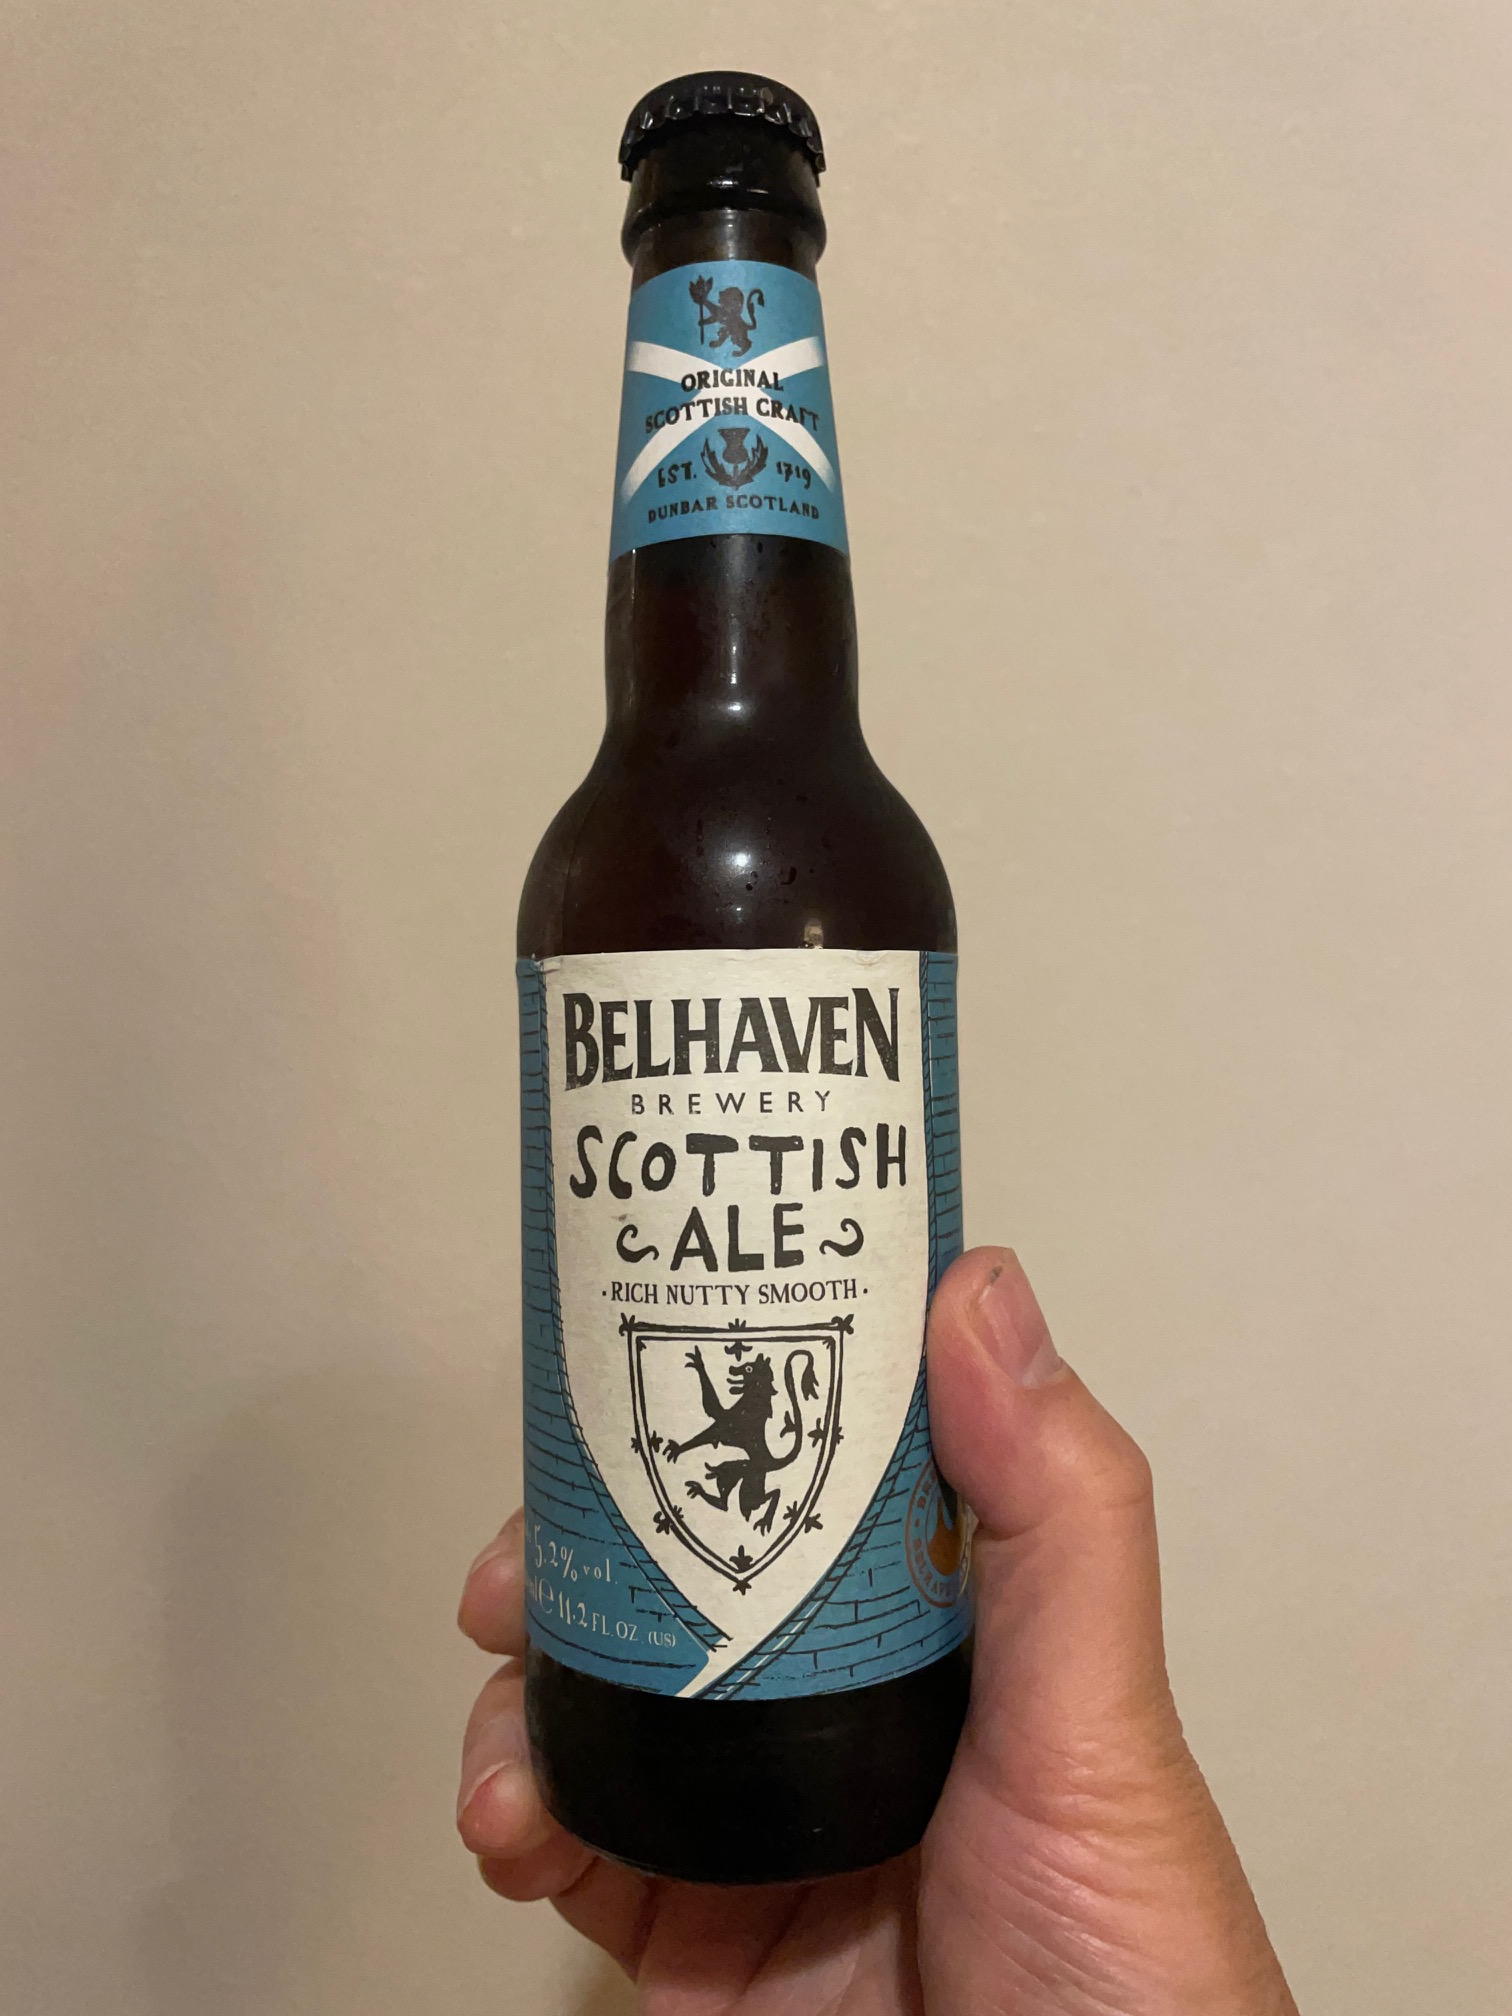 ORIGINAL
SCOTTISH CRAFT
EST. 1719
DUNBAR SCOTLAND
BELHAVEN
BREWERY
SCOTTISH
ALE
·RICH NUTTY SMOOTH·
5.2% vol.
e 11.2 FL.OZ. (US)